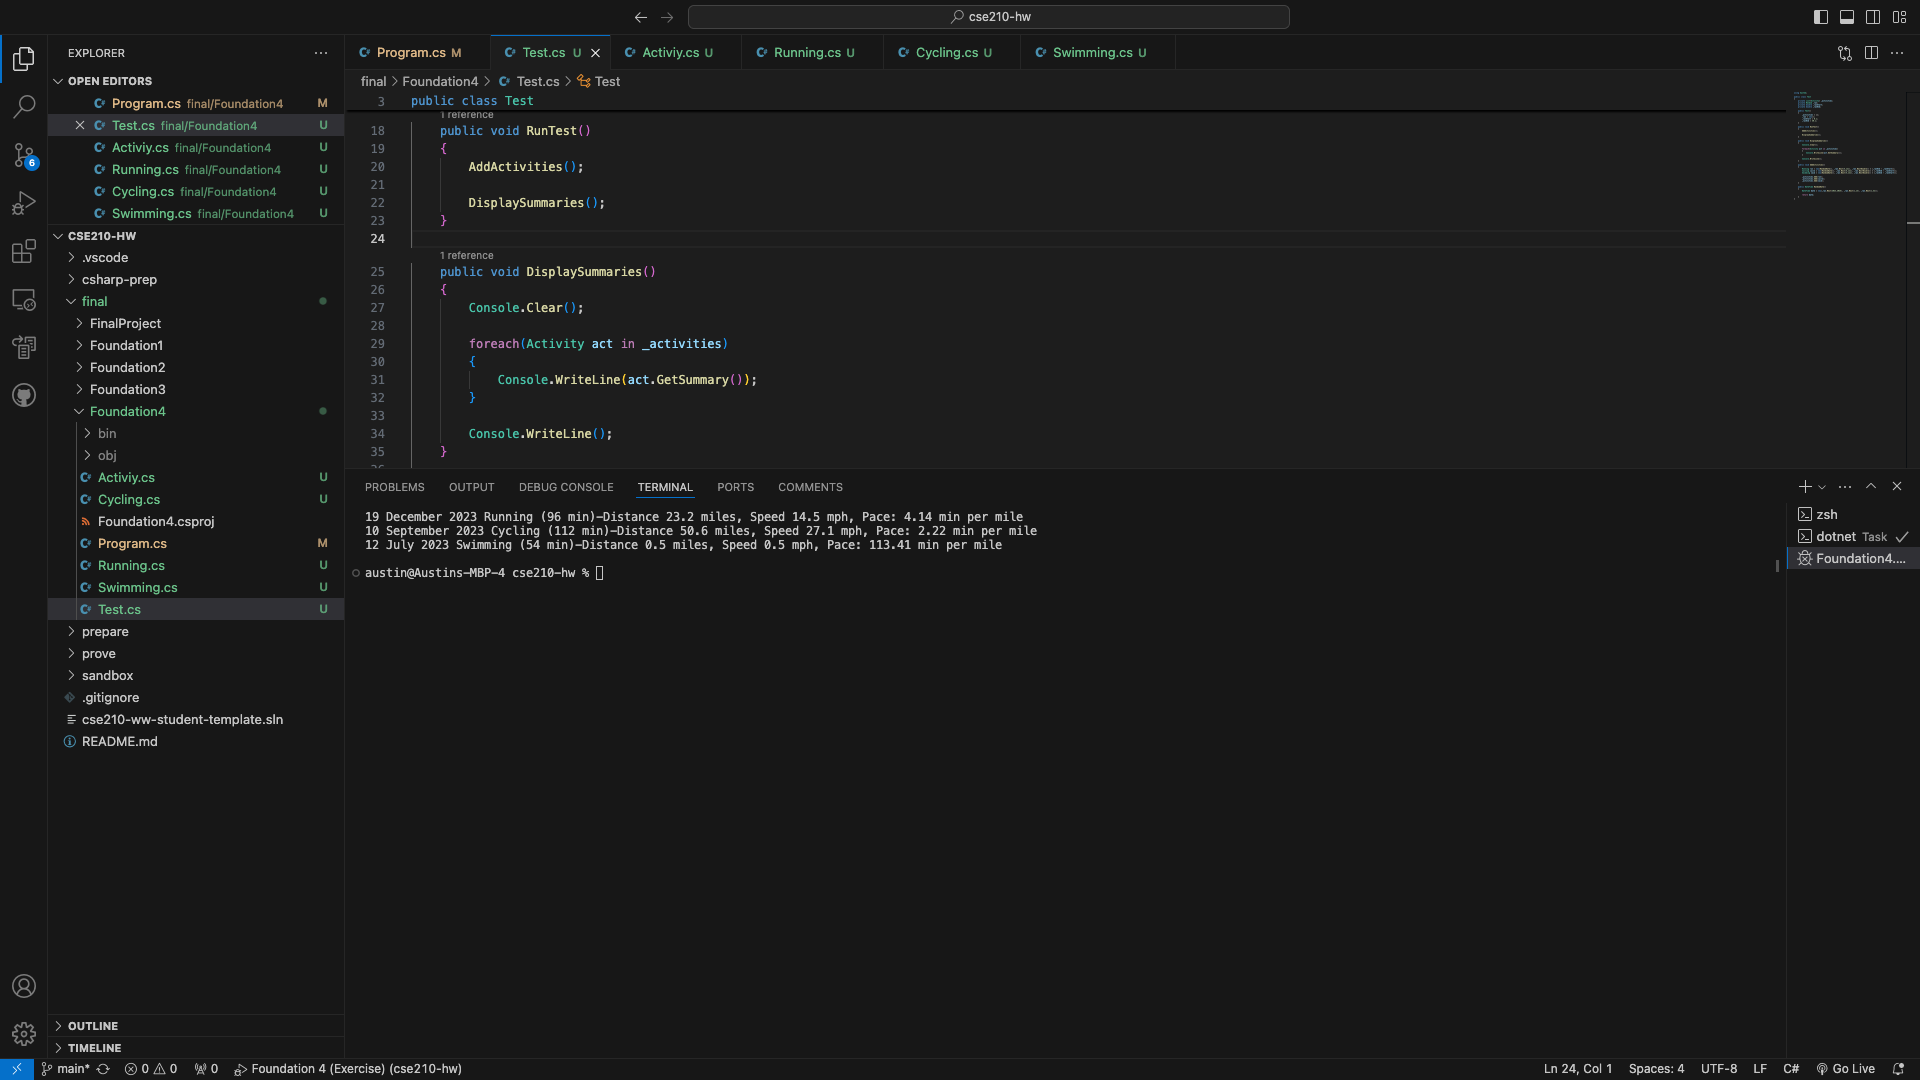 cse210-hw
EXPLORER
OPEN EDITORS
Program.cs final/Foundation4 M
Test.cs final/Foundation4 U
Activiy.cs final/Foundation4 U
Running.cs final/Foundation4 U
Cycling.cs final/Foundation4 U
Swimming.cs final/Foundation4 U
CSE210-HW
.vscode
csharp-prep
final
FinalProject
Foundation1
Foundation2
Foundation3
Foundation4
bin
obj
Activiy.cs U
Cycling.cs U
Foundation4.csproj
Program.cs M
Running.cs U
Swimming.cs U
Test.cs U
prepare
prove
sandbox
.gitignore
cse210-ww-student-template.sln
README.md
OUTLINE
TIMELINE
Program.cs M Test.cs U Activiy.cs U Running.cs U Cycling.cs U Swimming.cs U
final > Foundation4 > Test.cs > Test
3 public class Test
1 reference
18 public void RunTest()
19 {
20 AddActivities();
21
22 DisplaySummaries();
23 }
24
1 reference
25 public void DisplaySummaries()
26 {
27 Console.Clear();
28
29 foreach(Activity act in _activities)
30 {
31 Console.WriteLine(act.GetSummary());
32 }
33
34 Console.WriteLine();
35 }
PROBLEMS OUTPUT DEBUG CONSOLE TERMINAL PORTS COMMENTS
19 December 2023 Running (96 min)-Distance 23.2 miles, Speed 14.5 mph, Pace: 4.14 min per mile
10 September 2023 Cycling (112 min)-Distance 50.6 miles, Speed 27.1 mph, Pace: 2.22 min per mile
12 July 2023 Swimming (54 min)-Distance 0.5 miles, Speed 0.5 mph, Pace: 113.41 min per mile
austin@Austins-MBP-4 cse210-hw %
zsh
dotnet Task
Foundation4....
6
main* 0 0 0 Foundation 4 (Exercise) (cse210-hw) Ln 24, Col 1 Spaces: 4 UTF-8 LF C# Go Live